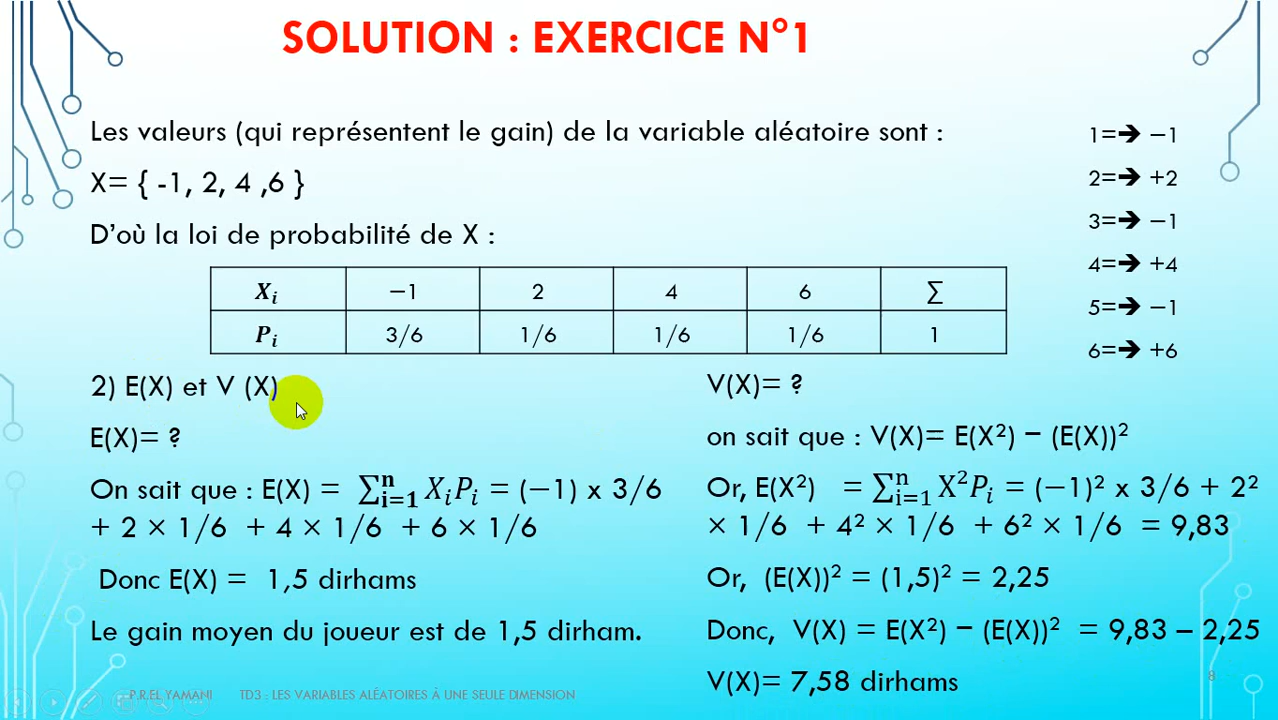 SOLUTION : EXERCICE N°1
Les valeurs (qui représentent le gain) de la variable aléatoire sont :
X= { -1, 2, 4 ,6 }
D'où la loi de probabilité de X :
X_i −1 2 4 6 ∑
P_i 3/6 1/6 1/6 1/6 1
1=➔ −1
2=➔ +2
3=➔ −1
4=➔ +4
5=➔ −1
6=➔ +6
2) E(X) et V (X)
E(X)= ?
On sait que : E(X) = ∑ⁿᵢ₌₁ XᵢPᵢ = (−1) x 3/6
+ 2 × 1/6 + 4 × 1/6 + 6 × 1/6
Donc E(X) = 1,5 dirhams
Le gain moyen du joueur est de 1,5 dirham.
V(X)= ?
on sait que : V(X)= E(X²) − (E(X))²
Or, E(X²) = ∑ⁿᵢ₌₁ X²Pᵢ = (−1)² x 3/6 + 2²
× 1/6 + 4² × 1/6 + 6² × 1/6 = 9,83
Or, (E(X))² = (1,5)² = 2,25
Donc, V(X) = E(X²) − (E(X))² = 9,83 – 2,25
V(X)= 7,58 dirhams
P.R.EL YAMANI TD3 : LES VARIABLES ALÉATOIRES À UNE SEULE DIMENSION
8